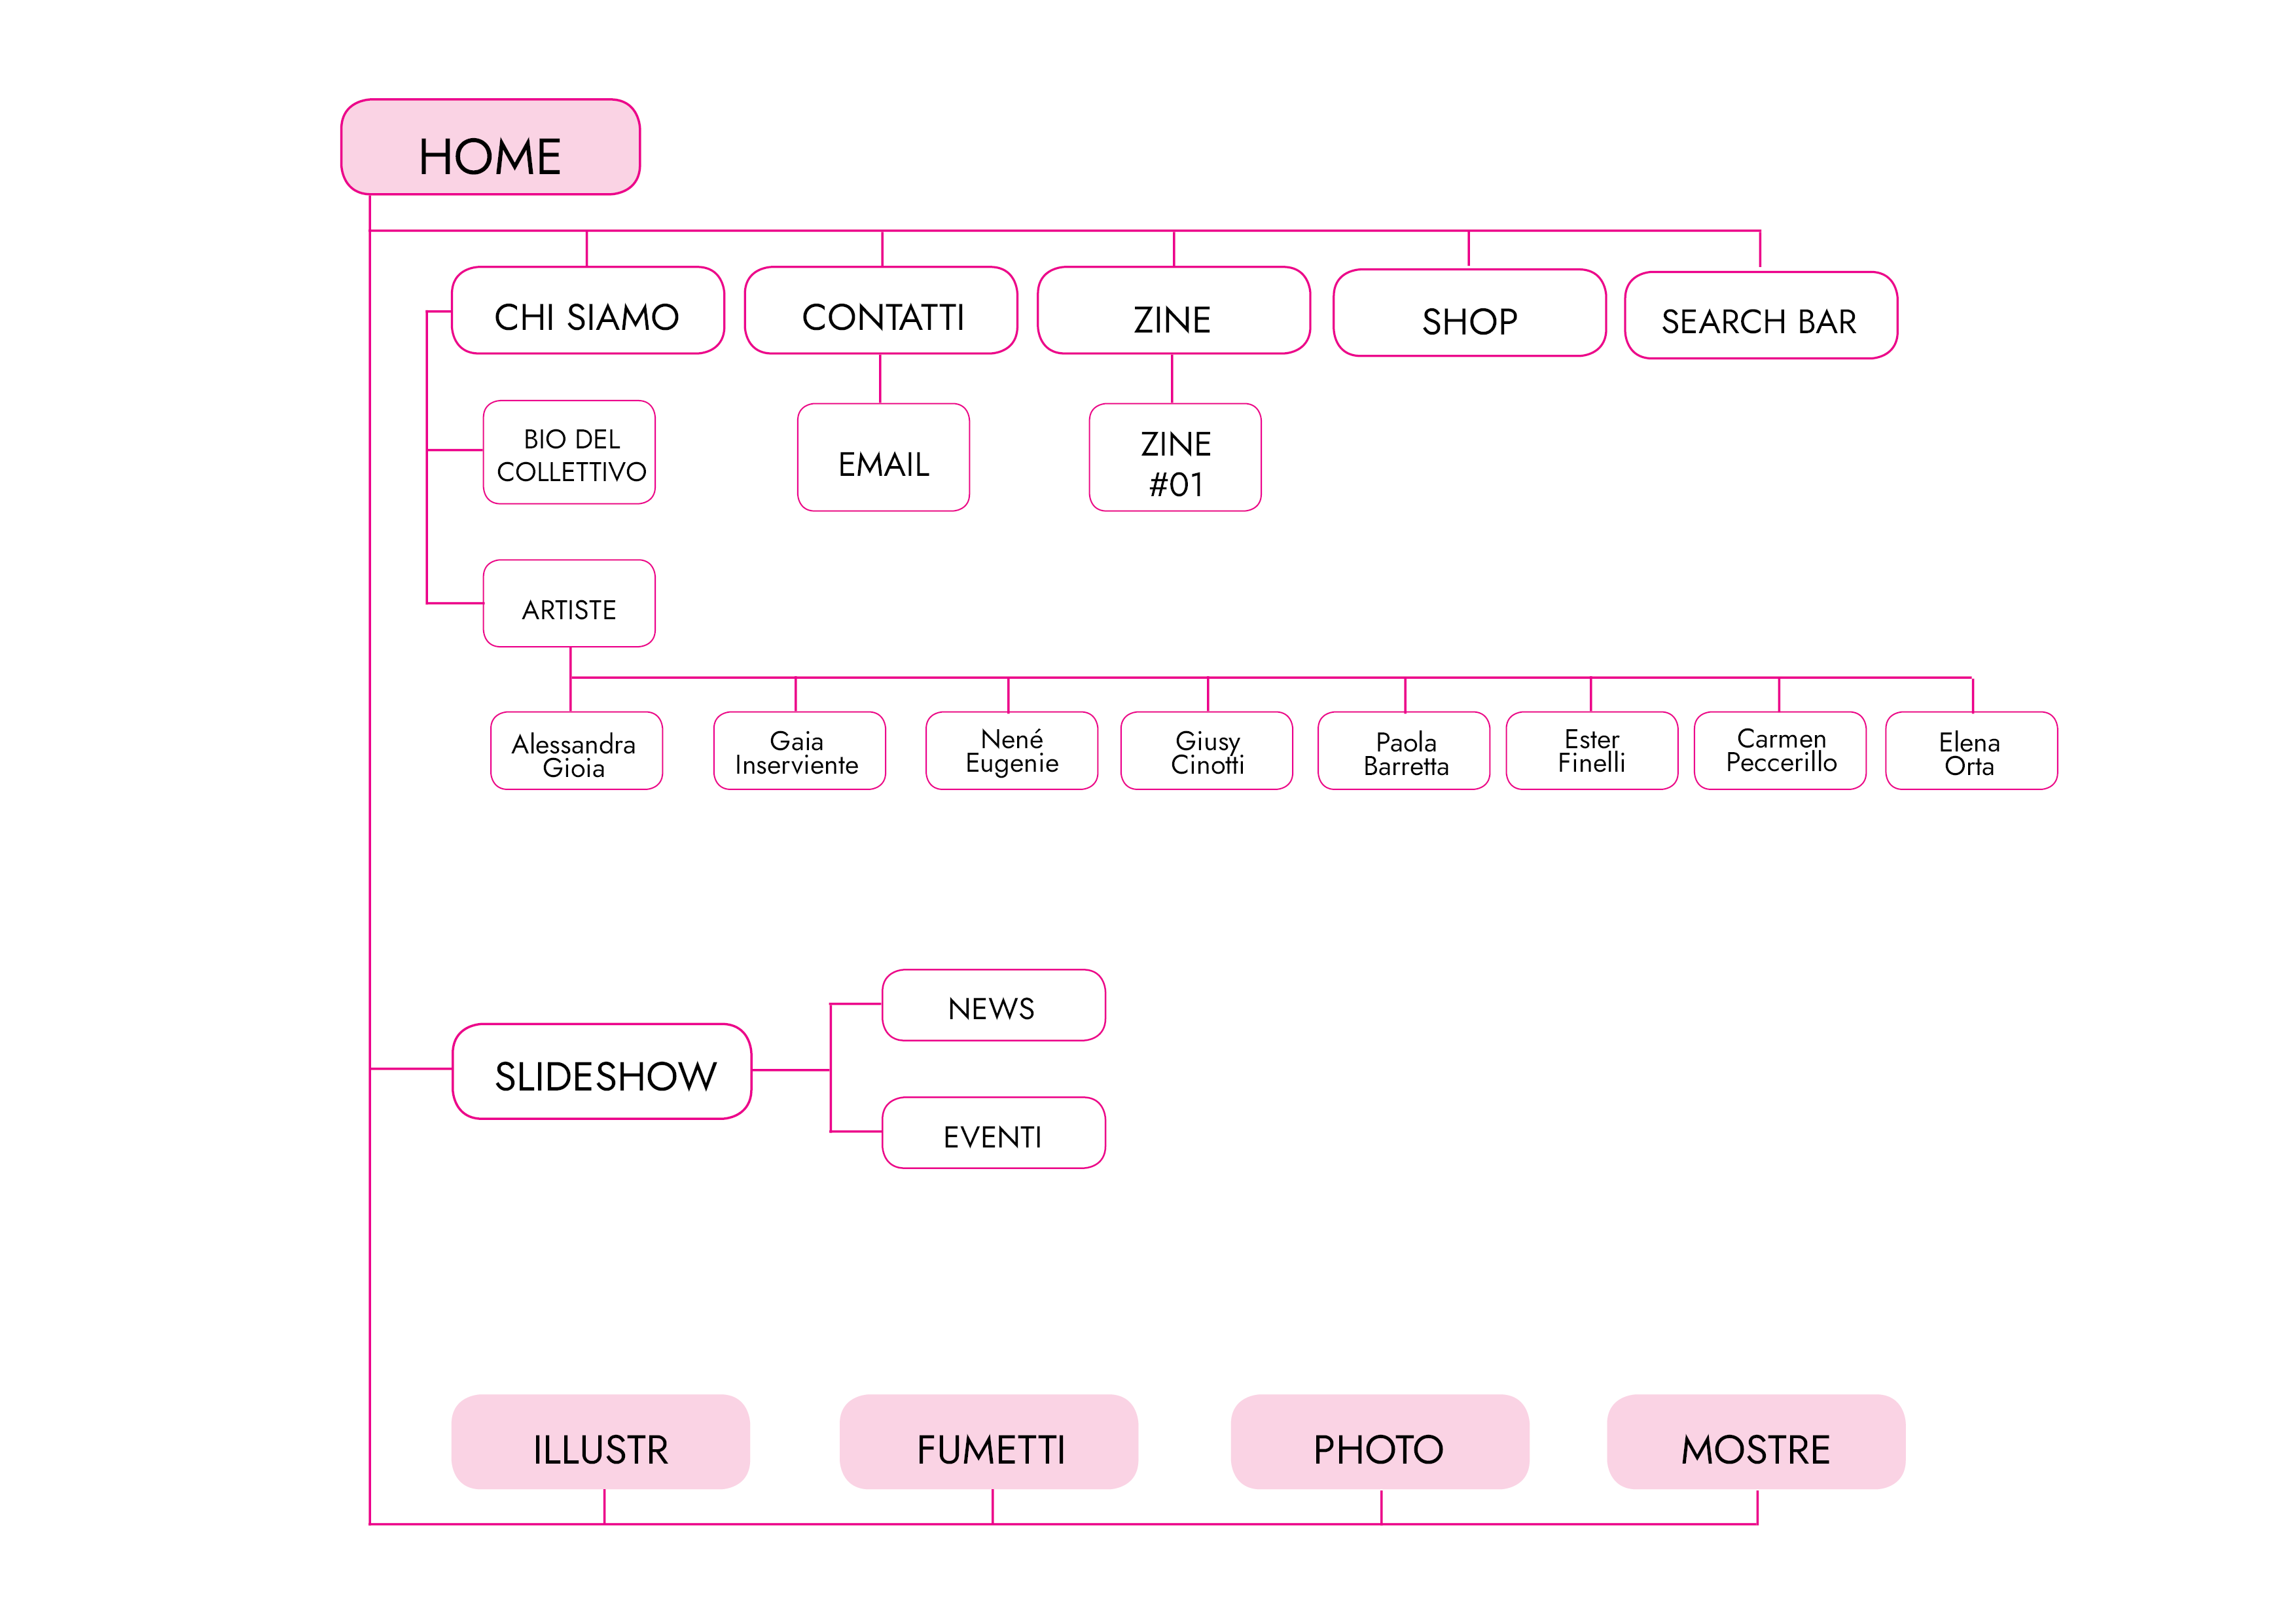 HOME
CHI SIAMO
CONTATTI
ZINE
SHOP
SEARCH BAR
BIO DEL
COLLETTIVO
EMAIL
ZINE
#01
ARTISTE
Alessandra
Gioia
Gaia
Inserviente
Nené
Eugenie
Giusy
Cinotti
Paola
Barretta
Ester
Finelli
Carmen
Peccerillo
Elena
Orta
SLIDESHOW
NEWS
EVENTI
ILLUSTR
FUMETTI
PHOTO
MOSTRE